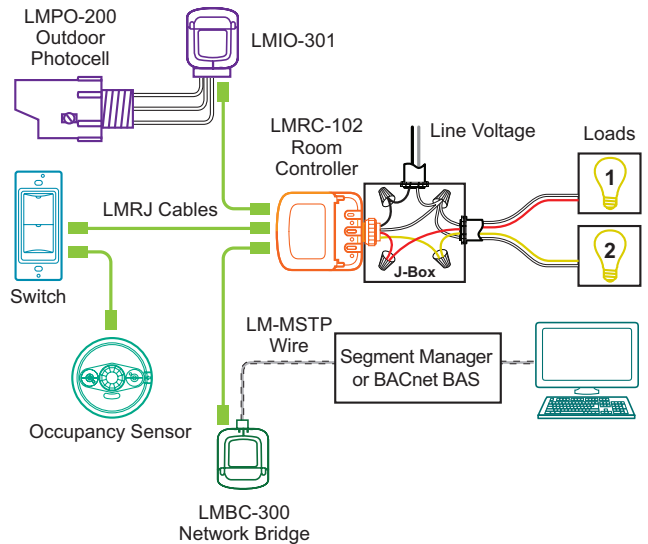 LMPO-200
Outdoor
Photocell
LMIO-301
LMRC-102
Room
Controller
Line Voltage
Loads
1
LMRJ Cables
J-Box
2
Switch
LM-MSTP
Wire
Segment Manager
or BACnet BAS
Occupancy Sensor
LMBC-300
Network Bridge